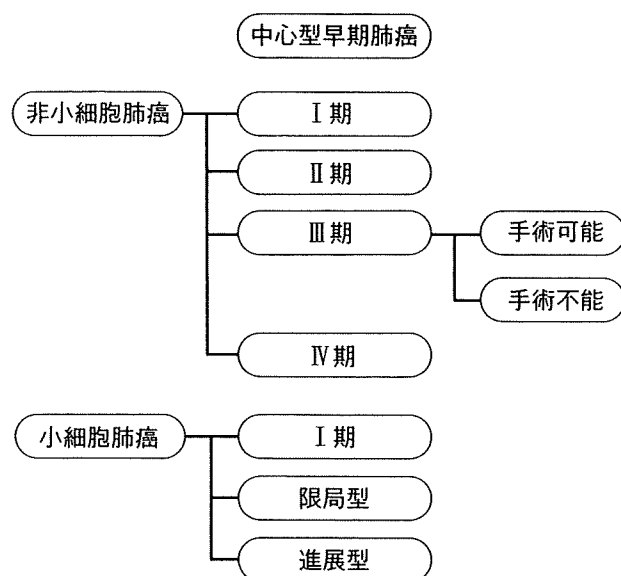 中心型早期肺癌
非小細胞肺癌
Ⅰ期
Ⅱ期
Ⅲ期
手術可能
手術不能
Ⅳ期
小細胞肺癌
Ⅰ期
限局型
進展型